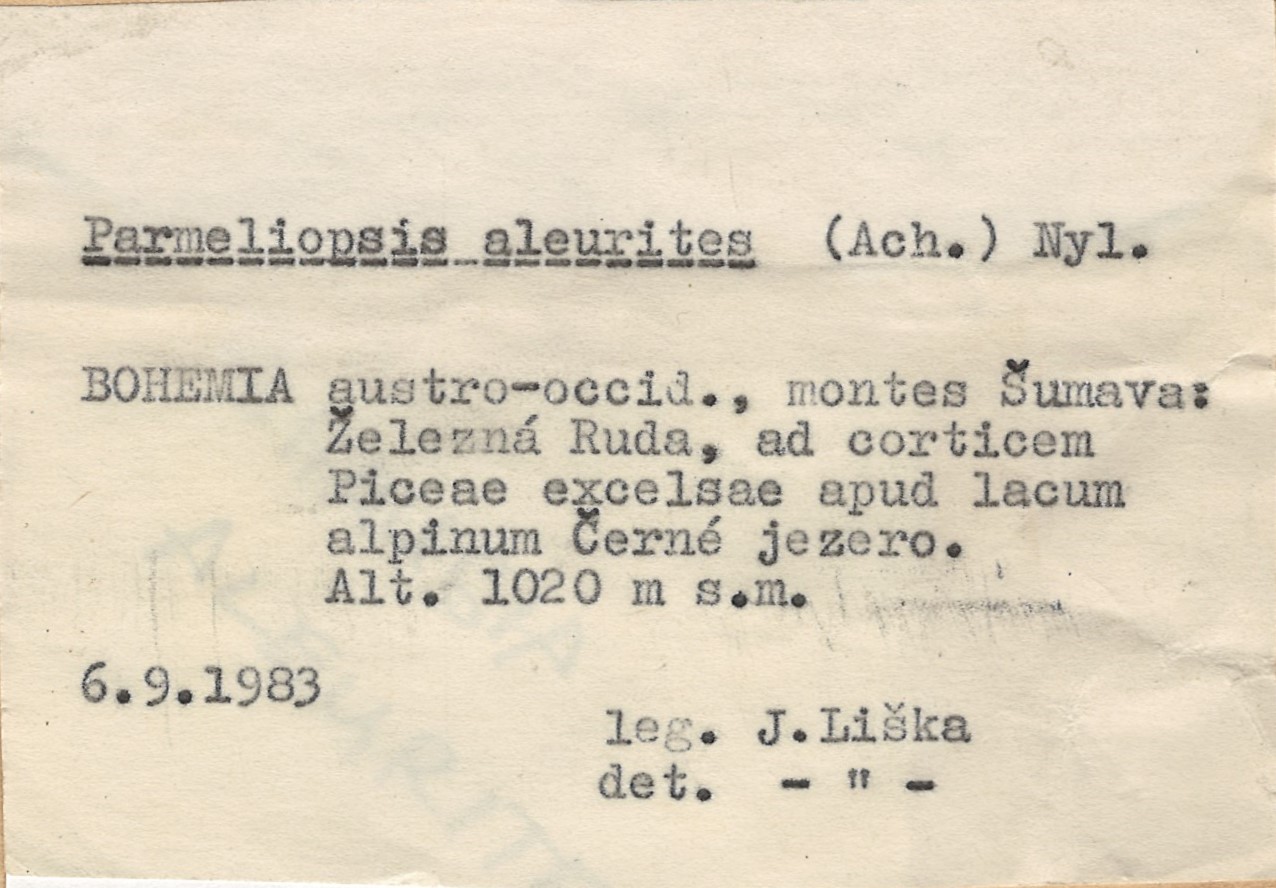 Parmeliopsis aleurites (Ach.) Nyl.
BOHEMIA austro-occid., montes Šumava:
Železná Ruda, ad corticem
Piceae excelsae apud lacum
alpinum Černé jezero.
Alt. 1020 m s.m.
6.9.1983
leg. J.Liška
det. - " -